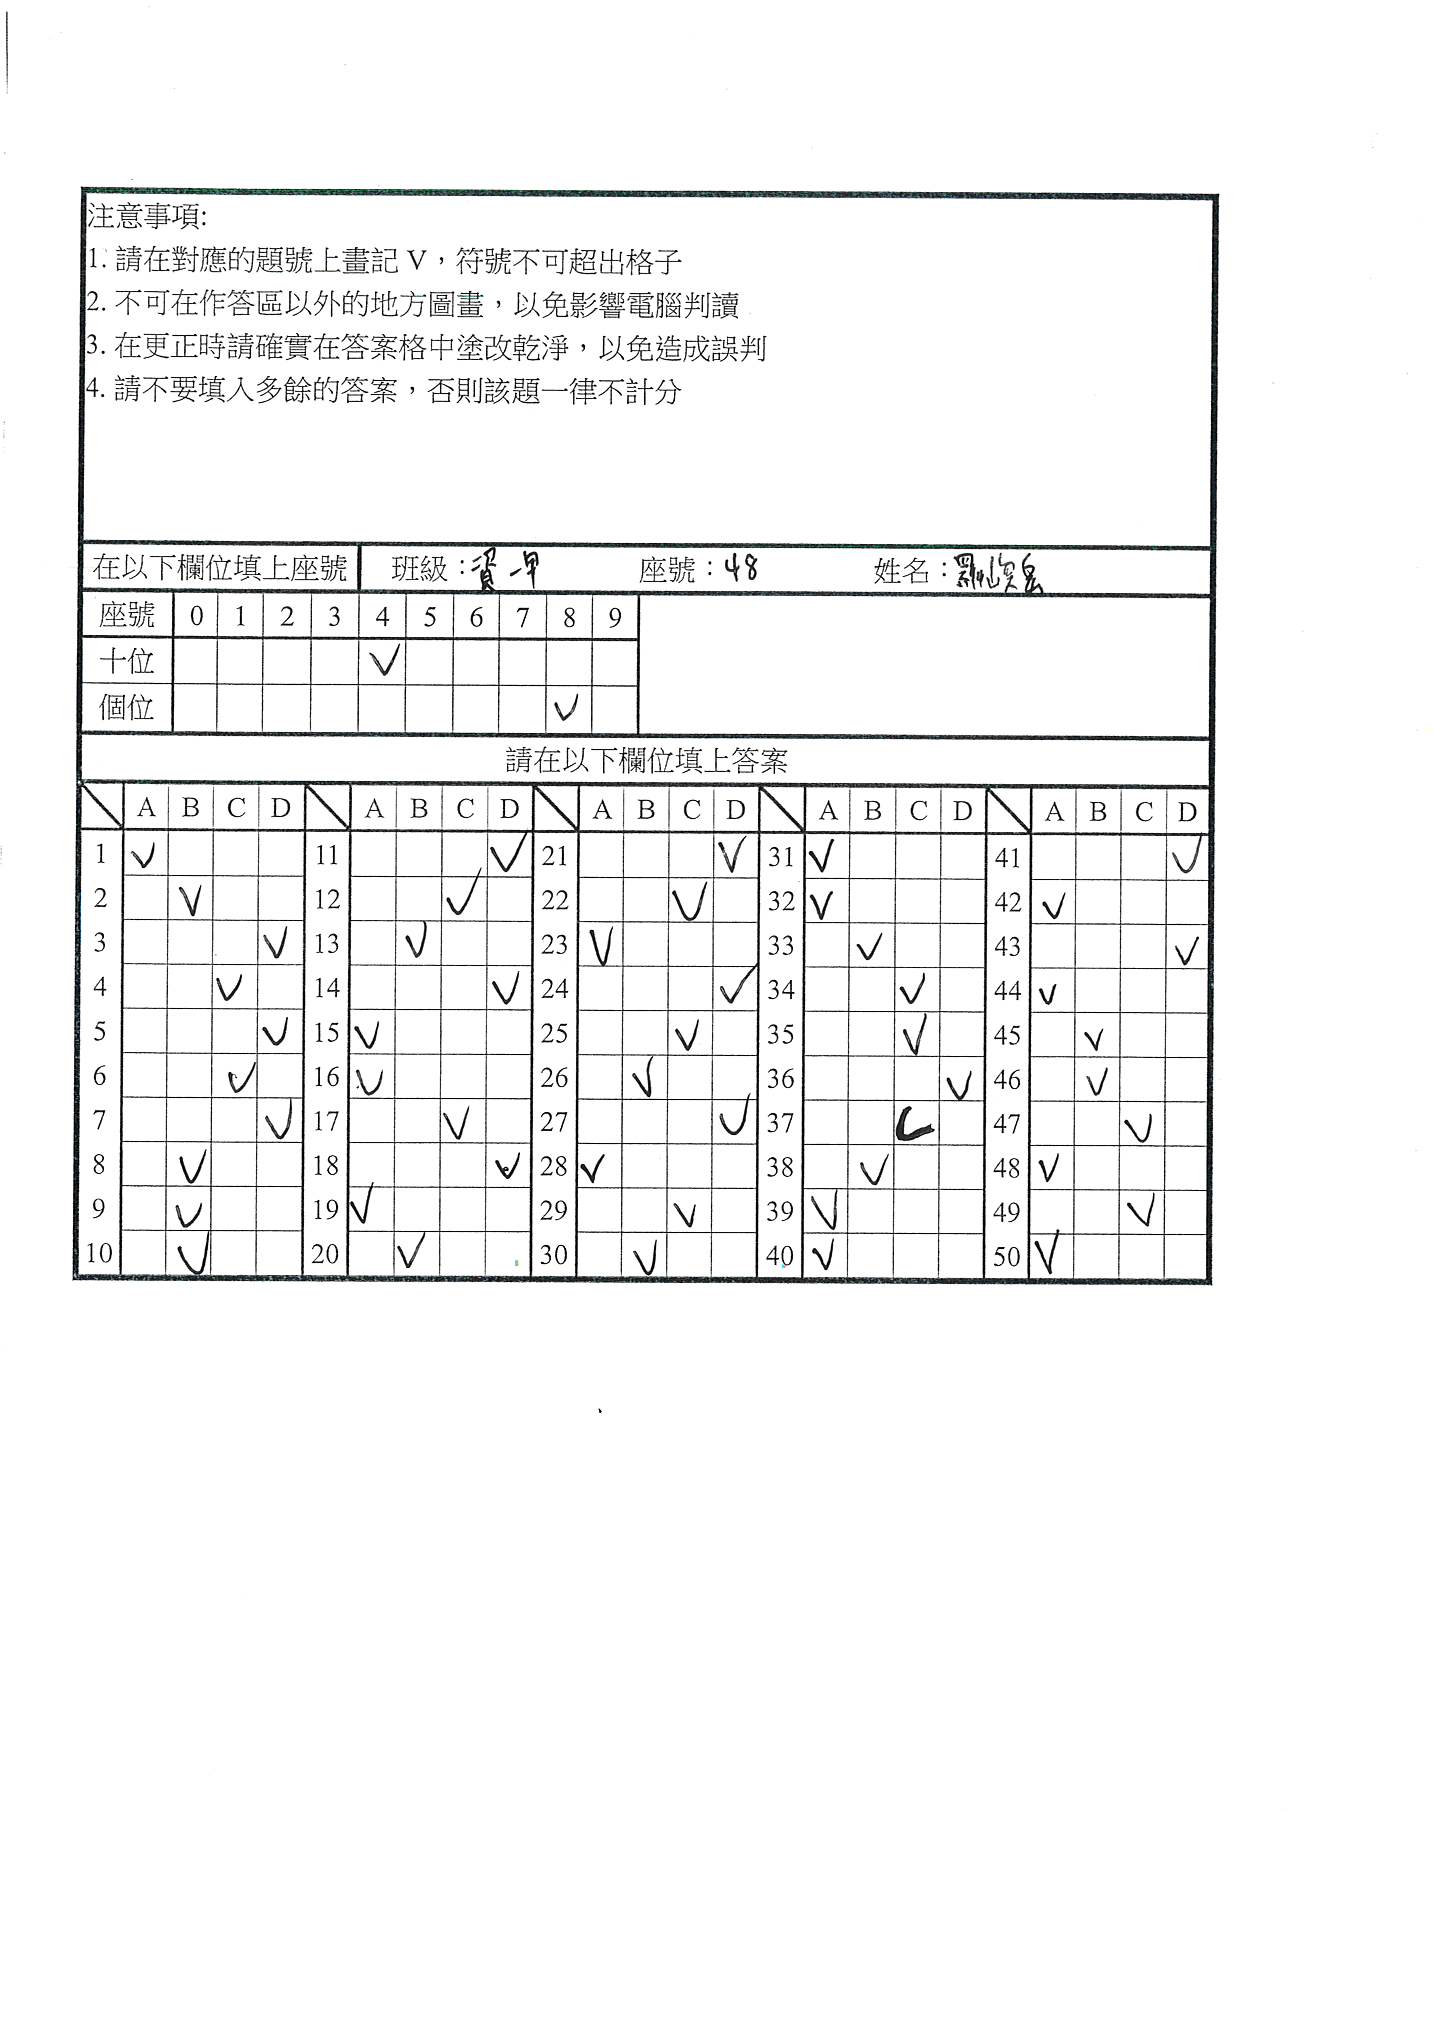 注意事項:
1. 請在對應的題號上畫記 V，符號不可超出格子
2. 不可在作答區以外的地方圖畫，以免影響電腦判讀
3. 在更正時請確實在答案格中塗改乾淨，以免造成誤判
4. 請不要填入多餘的答案，否則該題一律不計分
在以下欄位填上座號 班級：資一甲 座號：48 姓名：羅
座號 0 1 2 3 4 5 6 7 8 9
十位 V
個位 V
請在以下欄位填上答案
A B C D A B C D A B C D A B C D A B C D
1 V 11 V 21 V 31 V 41 V
2 V 12 V 22 V 32 V 42 V
3 V 13 V 23 V 33 V 43 V
4 V 14 V 24 V 34 V 44 V
5 V 15 V 25 V 35 V 45 V
6 V 16 V 26 V 36 V 46 V
7 V 17 V 27 V 37 V 47 V
8 V 18 V 28 V 38 V 48 V
9 V 19 V 29 V 39 V 49 V
10 V 20 V 30 V 40 V 50 V